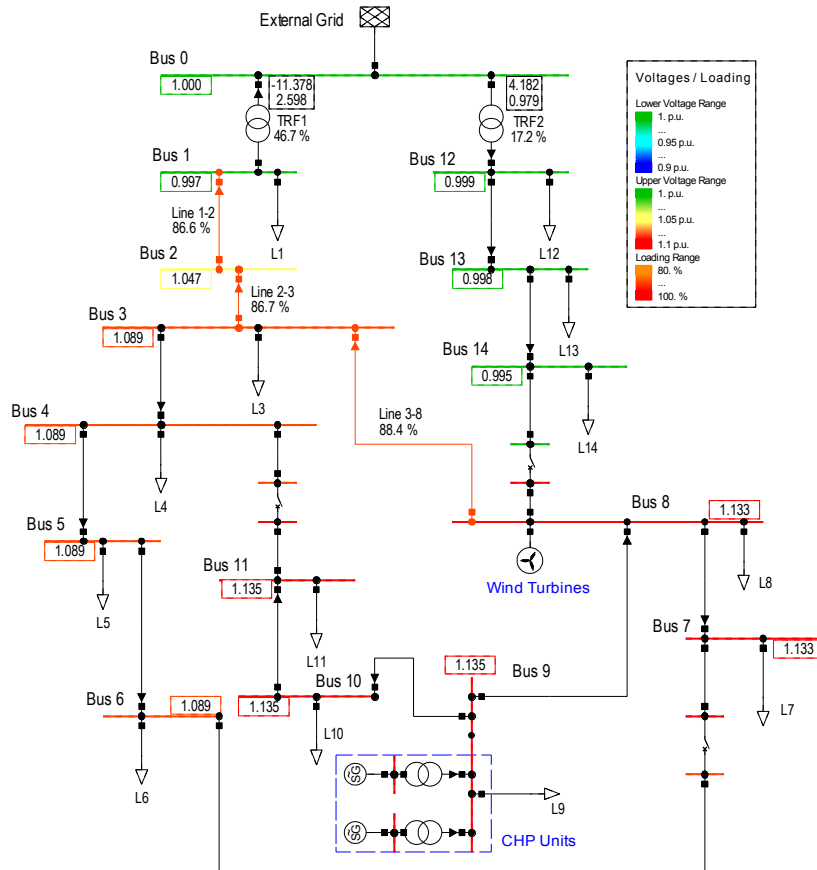 External Grid
Bus 0
1.000
-11.378
2.598
4.182
0.979
TRF1
46.7 %
TRF2
17.2 %
Voltages / Loading
Lower Voltage Range
1. p.u.
...
0.95 p.u.
...
0.9 p.u.
Upper Voltage Range
1. p.u.
...
1.05 p.u.
...
1.1 p.u.
Loading Range
80. %
...
100. %
Bus 1
0.997
Bus 12
0.999
Line 1-2
86.6 %
L1
L12
Bus 2
1.047
Bus 13
0.998
Line 2-3
86.7 %
Bus 3
1.089
L3
L13
Bus 14
0.995
Line 3-8
88.4 %
L14
Bus 4
1.089
L4
Bus 5
1.089
L5
Bus 8
1.133
Wind Turbines
L8
Bus 11
1.135
L11
Bus 7
1.133
L7
Bus 9
1.135
Bus 10
1.135
L10
Bus 6
1.089
L6
SG
~
SG
~
L9
CHP Units